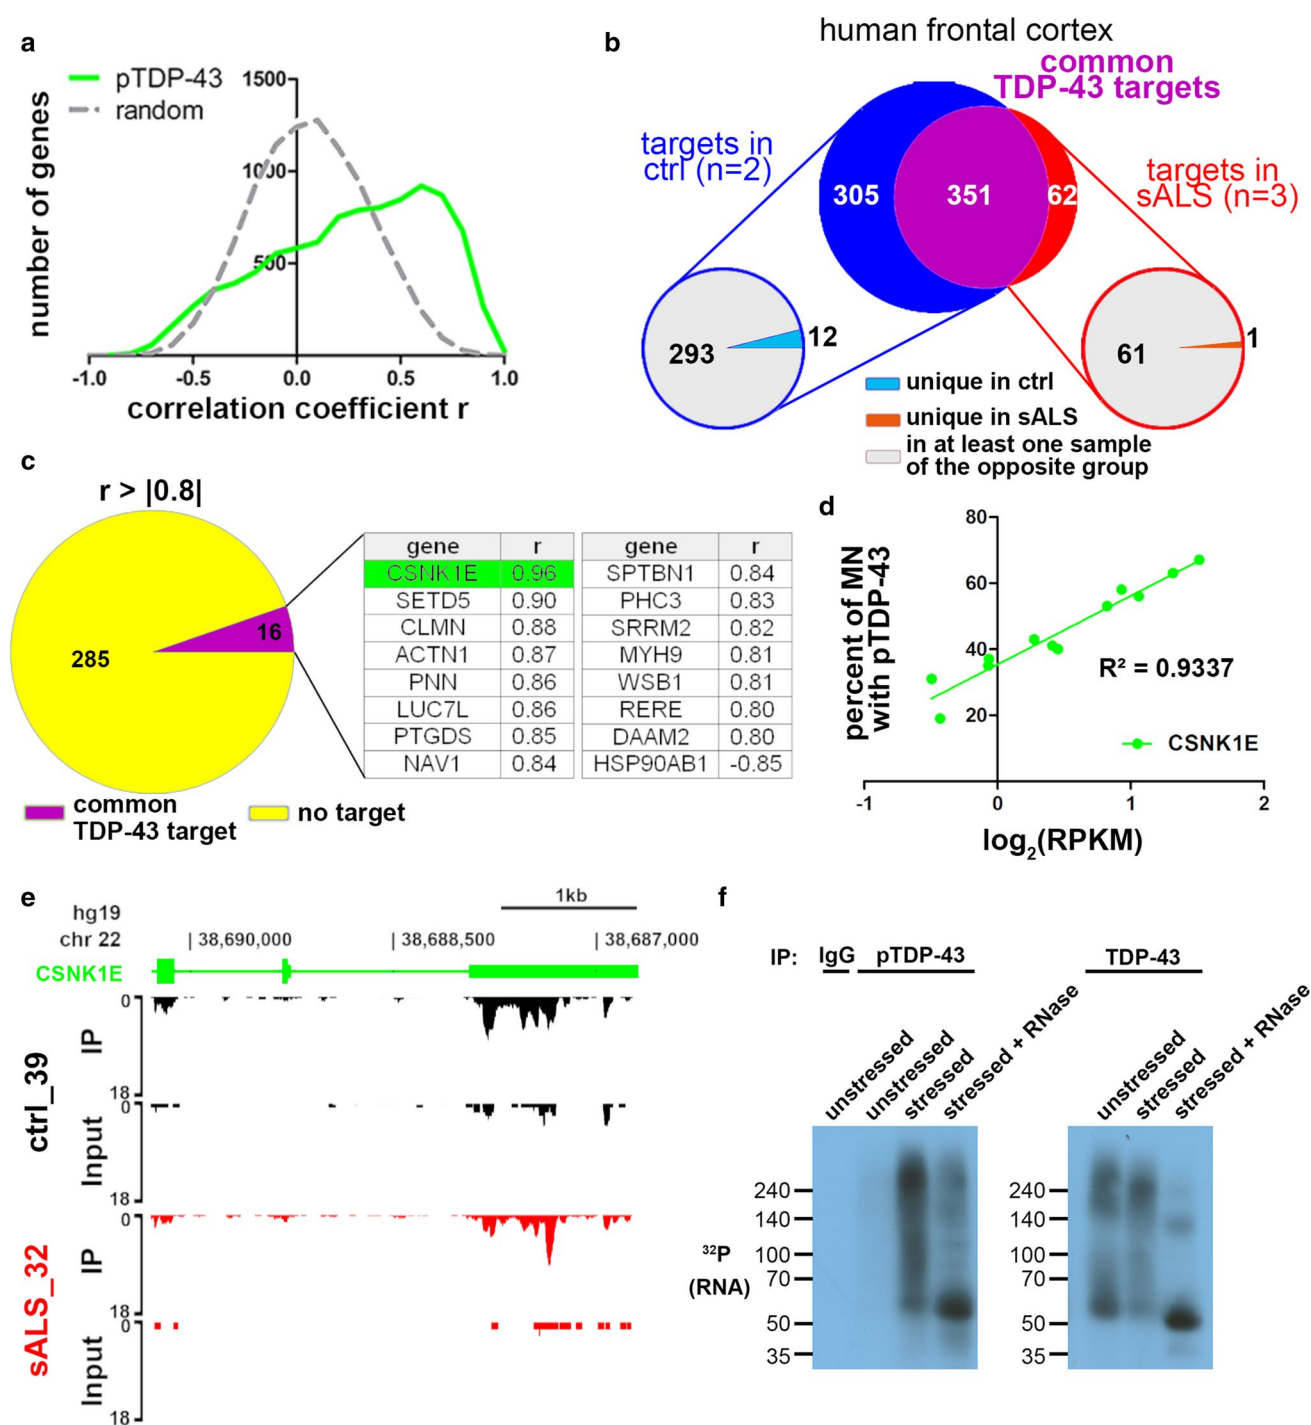 a
pTDP-43
random
number of genes
1500
1000
500
-1.0 -0.5 0.0 0.5 1.0
correlation coefficient r
b
human frontal cortex
common
TDP-43 targets
targets in
ctrl (n=2)
targets in
sALS (n=3)
305 351 62
293 12
61 1
unique in ctrl
unique in sALS
in at least one sample
of the opposite group
c
r > |0.8|
285
16
common
TDP-43 target
no target
gene r
CSNK1E 0.96
SETD5 0.90
CLMN 0.88
ACTN1 0.87
PNN 0.86
LUC7L 0.86
PTGDS 0.85
NAV1 0.84
gene r
SPTBN1 0.84
PHC3 0.83
SRRM2 0.82
MYH9 0.81
WSB1 0.81
RERE 0.80
DAAM2 0.80
HSP90AB1 -0.85
d
percent of MN
with pTDP-43
80
60
40
20
R² = 0.9337
CSNK1E
-1 0 1 2
log₂(RPKM)
e
1kb
hg19
chr 22
38,690,000 38,688,500 38,687,000
CSNK1E
ctrl_39
IP
0
18
Input
0
18
sALS_32
IP
0
18
Input
0
18
f
IP: IgG pTDP-43 TDP-43
unstressed
unstressed
stressed
stressed + RNase
unstressed
stressed
stressed + RNase
³²P
(RNA)
240
140
100
70
50
35
240
140
100
70
50
35